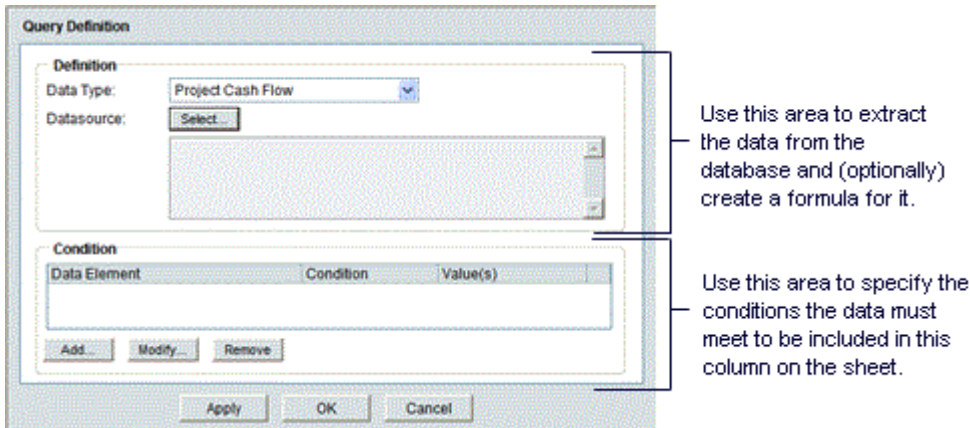 Query Definition
Definition
Data Type: Project Cash Flow
Datasource: Select...
Use this area to extract
the data from the
database and (optionally)
create a formula for it.
Condition
Data Element Condition Value(s)
Add... Modify... Remove
Use this area to specify the
conditions the data must
meet to be included in this
column on the sheet.
Apply OK Cancel